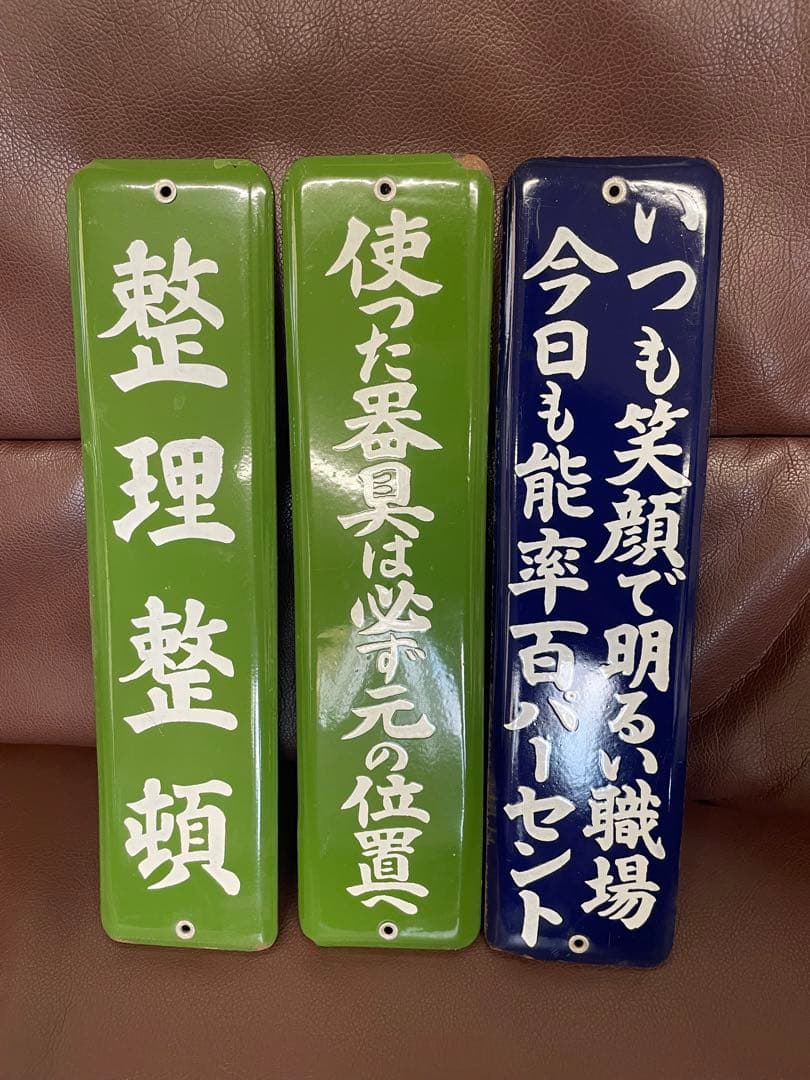 整理整頓
使った器具は必ず元の位置へ
いつも笑顔で明るい職場
今日も能率百パーセント